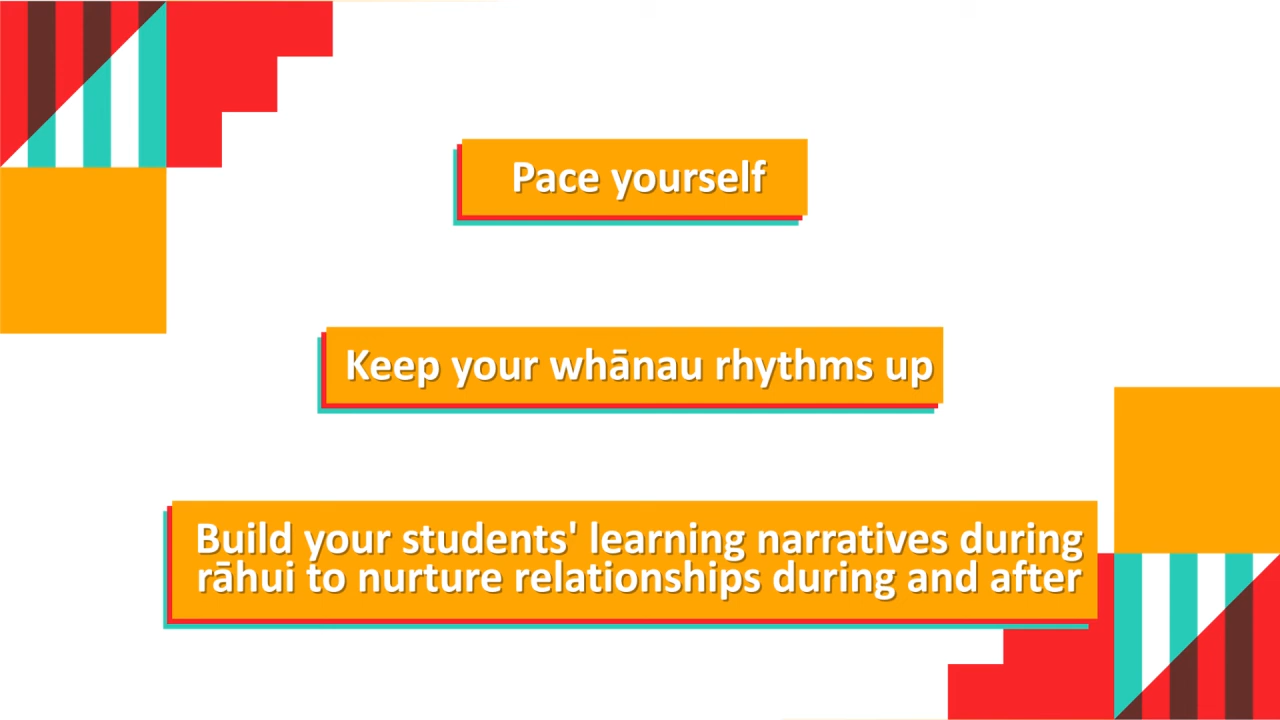 Pace yourself
Keep your whānau rhythms up
Build your students' learning narratives during
rāhui to nurture relationships during and after